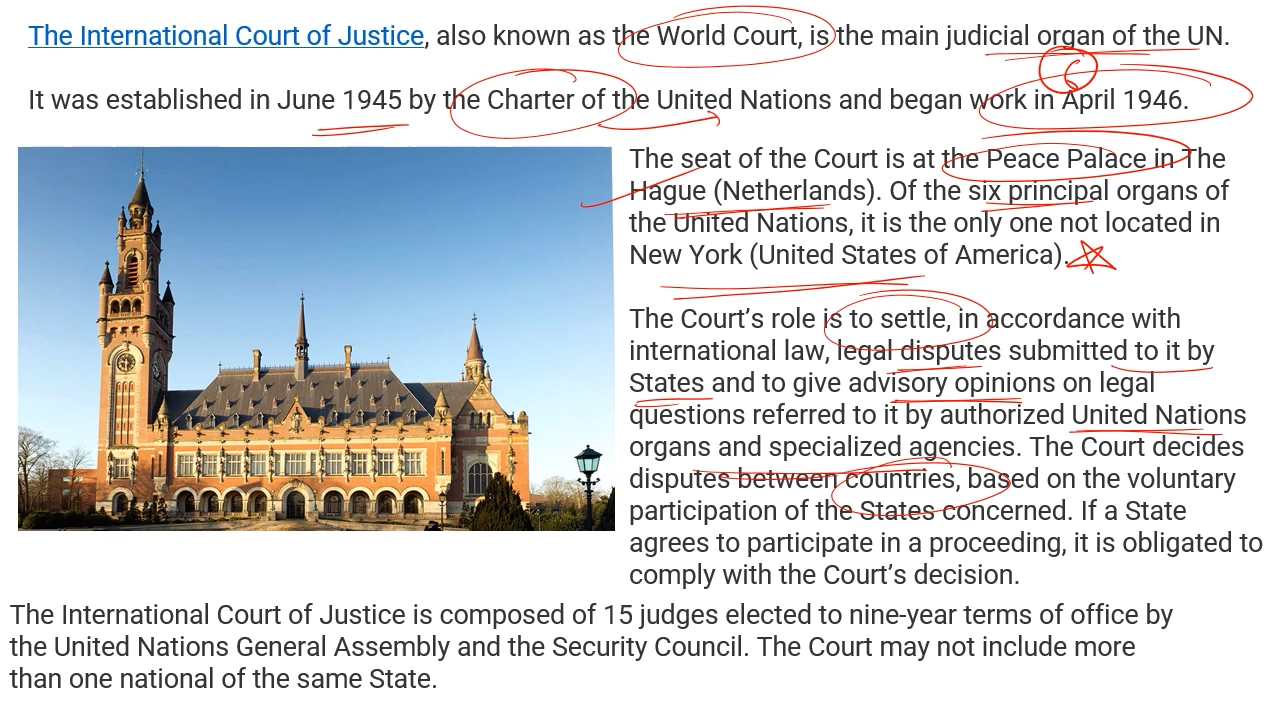 The International Court of Justice, also known as the World Court, is the main judicial organ of the UN.
6
It was established in June 1945 by the Charter of the United Nations and began work in April 1946.
The seat of the Court is at the Peace Palace in The
Hague (Netherlands). Of the six principal organs of
the United Nations, it is the only one not located in
New York (United States of America).
The Court’s role is to settle, in accordance with
international law, legal disputes submitted to it by
States and to give advisory opinions on legal
questions referred to it by authorized United Nations
organs and specialized agencies. The Court decides
disputes between countries, based on the voluntary
participation of the States concerned. If a State
agrees to participate in a proceeding, it is obligated to
comply with the Court’s decision.
The International Court of Justice is composed of 15 judges elected to nine-year terms of office by
the United Nations General Assembly and the Security Council. The Court may not include more
than one national of the same State.